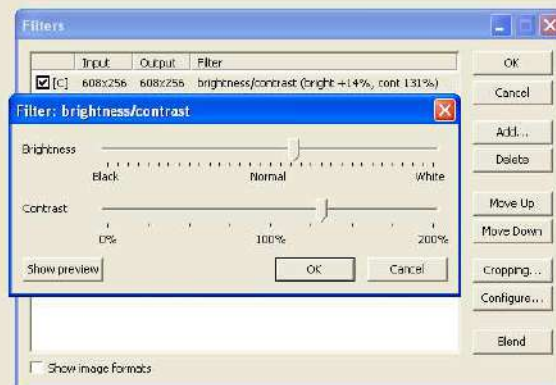 Filters
Input Output Filter
[C] 608x256 608x256 brightness/contrast (bright +14%, cont 131%)
OK
Cancel
Add...
Delete
Move Up
Move Down
Cropping...
Configure...
Blend
Filter: brightness/contrast
Brightness
Black Normal White
Contrast
0% 100% 200%
Show preview OK Cancel
Show image formats